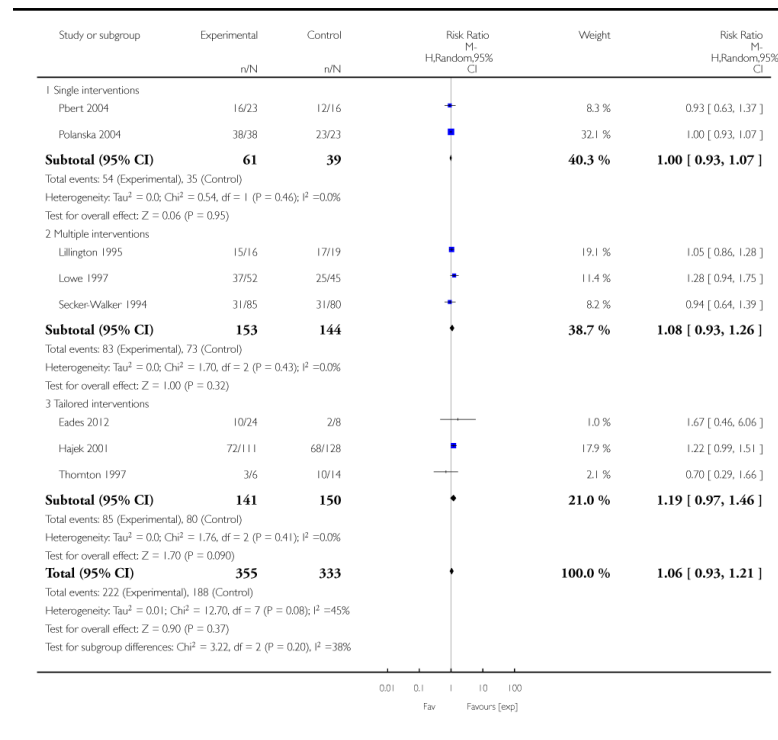 Study or subgroup Experimental Control Risk Ratio Weight Risk Ratio
M- M-
H,Random,95% H,Random,95%
n/N n/N CI CI
1 Single interventions
Pbert 2004 16/23 12/16 8.3 % 0.93 [ 0.63, 1.37 ]
Polanska 2004 38/38 23/23 32.1 % 1.00 [ 0.93, 1.07 ]
Subtotal (95% CI) 61 39 40.3 % 1.00 [ 0.93, 1.07 ]
Total events: 54 (Experimental), 35 (Control)
Heterogeneity: Tau² = 0.0; Chi² = 0.54, df = 1 (P = 0.46); I² =0.0%
Test for overall effect: Z = 0.06 (P = 0.95)
2 Multiple interventions
Lillington 1995 15/16 17/19 19.1 % 1.05 [ 0.86, 1.28 ]
Lowe 1997 37/52 25/45 11.4 % 1.28 [ 0.94, 1.75 ]
Secker-Walker 1994 31/85 31/80 8.2 % 0.94 [ 0.64, 1.39 ]
Subtotal (95% CI) 153 144 38.7 % 1.08 [ 0.93, 1.26 ]
Total events: 83 (Experimental), 73 (Control)
Heterogeneity: Tau² = 0.0; Chi² = 1.70, df = 2 (P = 0.43); I² =0.0%
Test for overall effect: Z = 1.00 (P = 0.32)
3 Tailored interventions
Eades 2012 10/24 2/8 1.0 % 1.67 [ 0.46, 6.06 ]
Hajek 2001 72/111 68/128 17.9 % 1.22 [ 0.99, 1.51 ]
Thornton 1997 3/6 10/14 2.1 % 0.70 [ 0.29, 1.66 ]
Subtotal (95% CI) 141 150 21.0 % 1.19 [ 0.97, 1.46 ]
Total events: 85 (Experimental), 80 (Control)
Heterogeneity: Tau² = 0.0; Chi² = 1.76, df = 2 (P = 0.41); I² =0.0%
Test for overall effect: Z = 1.70 (P = 0.090)
Total (95% CI) 355 333 100.0 % 1.06 [ 0.93, 1.21 ]
Total events: 222 (Experimental), 188 (Control)
Heterogeneity: Tau² = 0.01; Chi² = 12.70, df = 7 (P = 0.08); I² =45%
Test for overall effect: Z = 0.90 (P = 0.37)
Test for subgroup differences: Chi² = 3.22, df = 2 (P = 0.20), I² =38%
0.01 0.1 1 10 100
Fav Favours [exp]